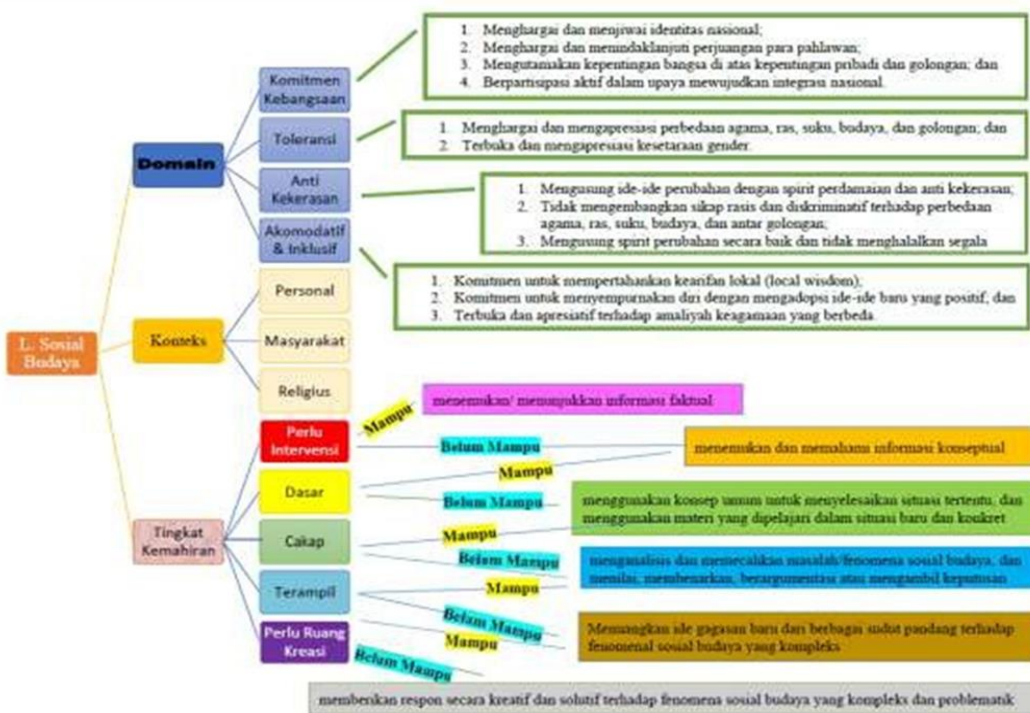 L. Sosial
Budaya
Domain
Komitmen
Kebangsaan
1. Menghargai dan menjiwai identitas nasional;
2. Menghargai dan menindaklanjuti perjuangan para pahlawan;
3. Mengutamakan kepentingan bangsa di atas kepentingan pribadi dan golongan; dan
4. Berpartisipasi aktif dalam upaya mewujudkan integrasi nasional.
Toleransi
1. Menghargai dan mengapresiasi perbedaan agama, ras, suku, budaya, dan golongan; dan
2. Terbuka dan mengapresiasi kesetaraan gender.
Anti
Kekerasan
1. Mengusung ide-ide perubahan dengan spirit perdamaian dan anti kekerasan;
2. Tidak mengembangkan sikap rasis dan diskriminatif terhadap perbedaan
agama, ras, suku, budaya, dan antar golongan;
3. Mengusung spirit perubahan secara baik dan tidak menghalalkan segala
Akomodatif
& Inklusif
1. Komitmen untuk mempertahankan kearifan lokal (local wisdom);
2. Komitmen untuk menyempurnakan diri dengan mengadopsi ide-ide baru yang positif, dan
3. Terbuka dan apresiatif terhadap amaliyah keagamaan yang berbeda.
Konteks
Personal
Masyarakat
Religius
Tingkat
Kemahiran
Perlu
Intervensi
Mampu
menemukan/ menunjukkan informasi faktual
Belum Mampu
menemukan dan memahami informasi konseptual
Dasar
Mampu
Belum Mampu
menggunakan konsep umum untuk menyelesaikan situasi tertentu, dan
menggunakan materi yang dipelajari dalam situasi baru dan konkret
Cakap
Mampu
Belum Mampu
menganalisis dan memecahkan masalah/fenomena sosial budaya, dan
menilai, membenarkan, berargumentasi atau mengambil keputusan
Terampil
Mampu
Belum Mampu
Menuangkan ide gagasan baru dari berbagai sudut pandang terhadap
fenomenal sosial budaya yang kompleks
Perlu Ruang
Kreasi
Mampu
Belum Mampu
memberikan respon secara kreatif dan solutif terhadap fenomena sosial budaya yang kompleks dan problematik